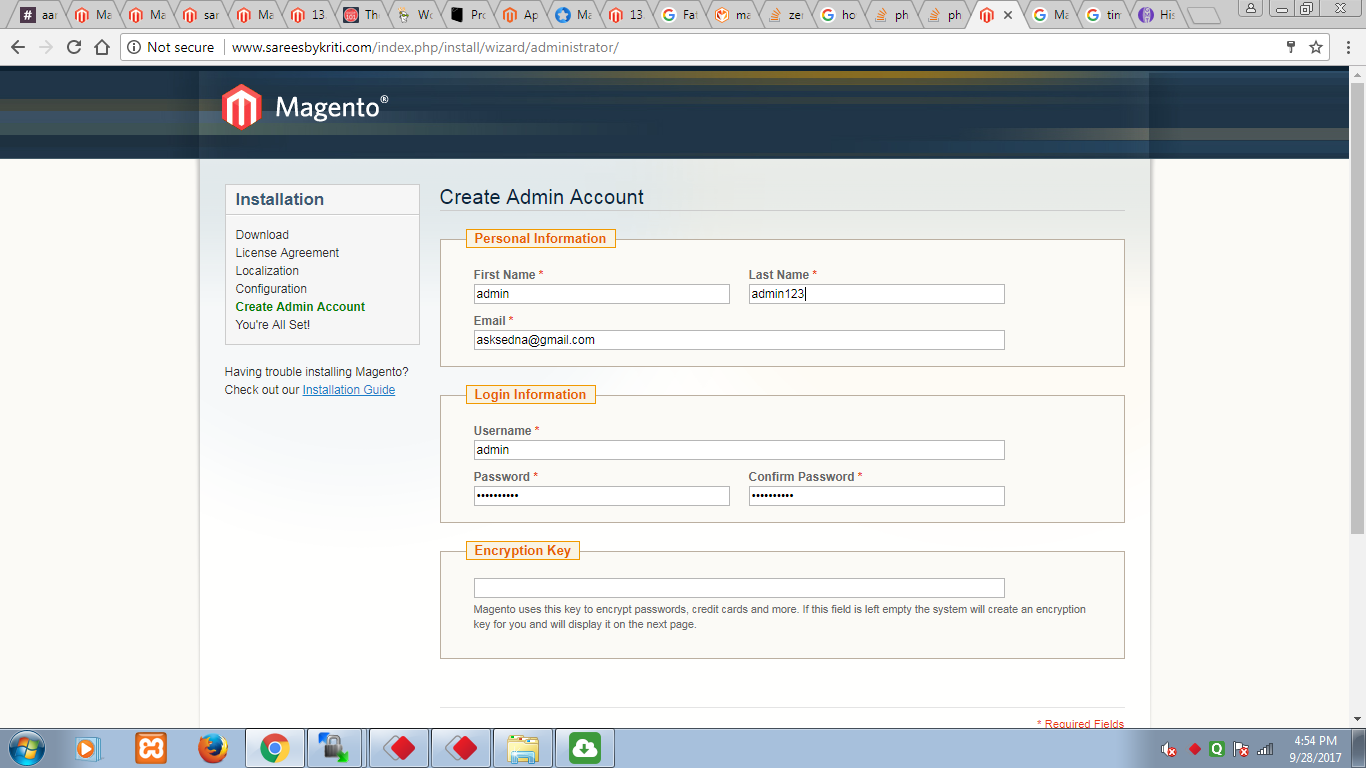 # aar Ma Ma sar Ma 13 Th Wo Pro Ap Ma 13 Fat ma zer ho ph ph Ma tim His
Not secure www.sareesbykriti.com/index.php/install/wizard/administrator/
Magento®
Installation
Download
License Agreement
Localization
Configuration
Create Admin Account
You're All Set!
Having trouble installing Magento?
Check out our Installation Guide
Create Admin Account
Personal Information
First Name * Last Name *
admin admin123
Email *
asksedna@gmail.com
Login Information
Username *
admin
Password * Confirm Password *
•••••••••• ••••••••••
Encryption Key
Magento uses this key to encrypt passwords, credit cards and more. If this field is left empty the system will create an encryption
key for you and will display it on the next page.
* Required Fields
4:54 PM
9/28/2017